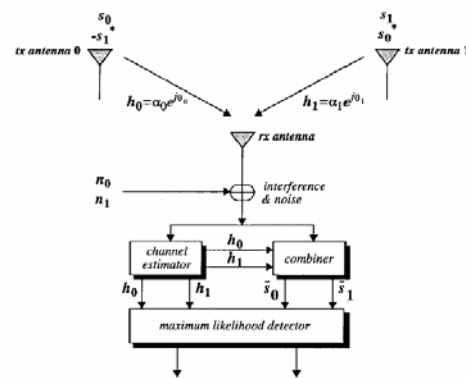 s₀ s₁
-s₁* s₀*
tx antenna 0 tx antenna 1
h₀=α₀e^jθ₀ h₁=α₁e^jθ₁
rx antenna
n₀ interference
n₁ & noise
channel estimator h₀ combiner
h₁
h₀ h₁ s̃₀ s̃₁
maximum likelihood detector